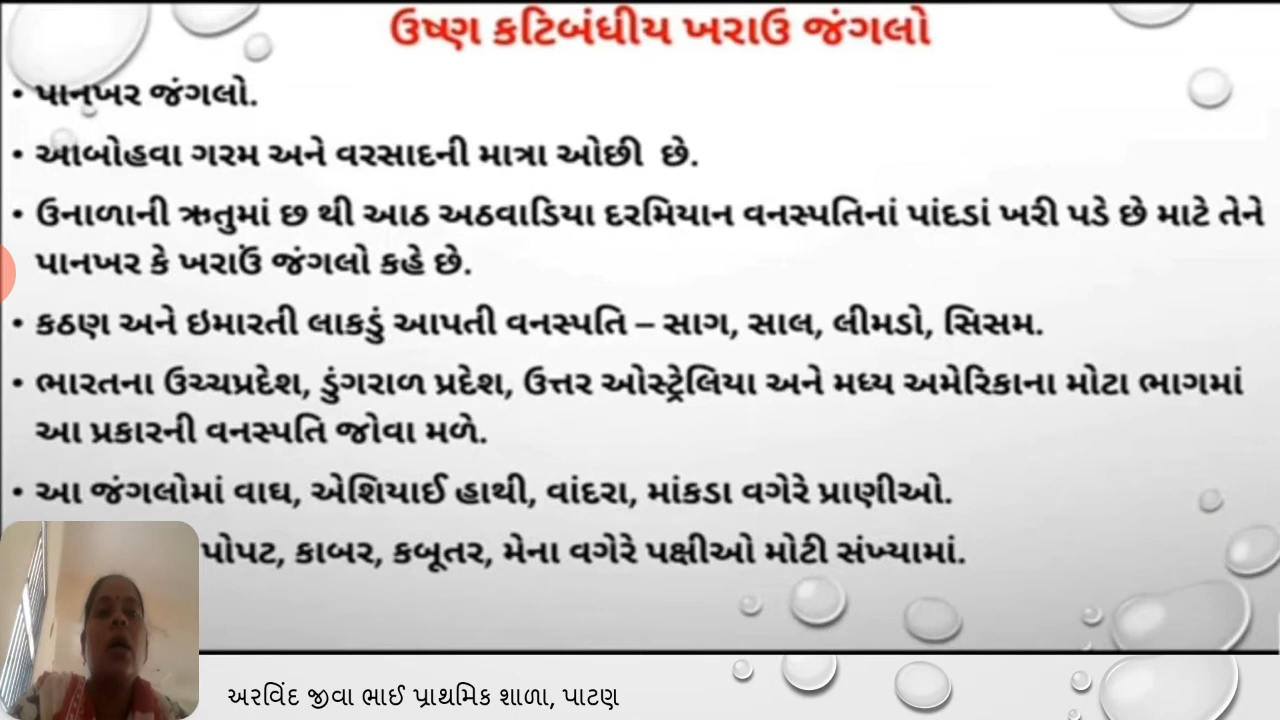 ઉષ્ણ કટિબંધીય ખરાઉ જંગલો
• પાનખર જંગલો.
• આબોહવા ગરમ અને વરસાદની માત્રા ઓછી છે.
• ઉનાળાની ઋતુમાં છ થી આઠ અઠવાડિયા દરમિયાન વનસ્પતિનાં પાંદડાં ખરી પડે છે માટે તેને
પાનખર કે ખરાઉં જંગલો કહે છે.
• કઠણ અને ઇમારતી લાકડું આપતી વનસ્પતિ – સાગ, સાલ, લીમડો, સિસમ.
• ભારતના ઉચ્ચપ્રદેશ, ડુંગરાળ પ્રદેશ, ઉત્તર ઓસ્ટ્રેલિયા અને મધ્ય અમેરિકાના મોટા ભાગમાં
આ પ્રકારની વનસ્પતિ જોવા મળે.
• આ જંગલોમાં વાઘ, એશિયાઈ હાથી, વાંદરા, માંકડા વગેરે પ્રાણીઓ.
પોપટ, કાબર, કબૂતર, મેના વગેરે પક્ષીઓ મોટી સંખ્યામાં.
અરવિંદ જીવા ભાઈ પ્રાથમિક શાળા, પાટણ